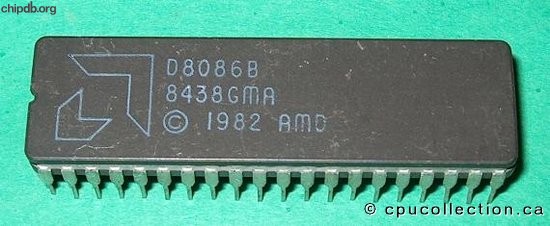 chipdb.org
D8086B
8438GMA
© 1982 AMD
© cpucollection.ca